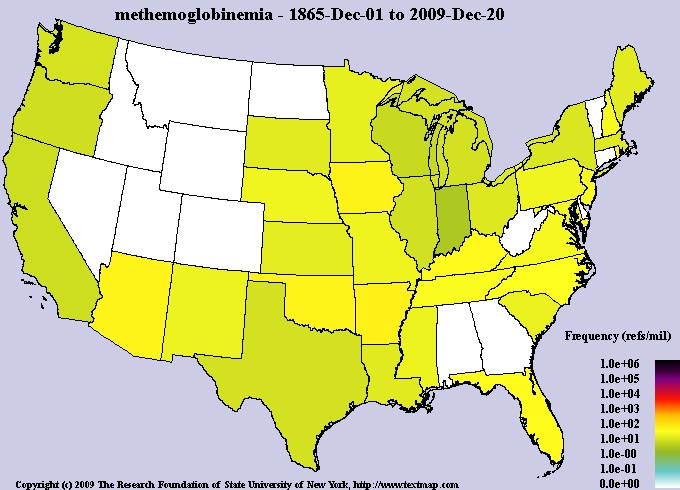 methemoglobinemia - 1865-Dec-01 to 2009-Dec-20
Frequency (refs/mil)
1.0e+06
1.0e+05
1.0e+04
1.0e+03
1.0e+02
1.0e+01
1.0e-00
1.0e-01
0.0e+00
Copyright (c) 2009 The Research Foundation of State University of New York, http://www.textmap.com